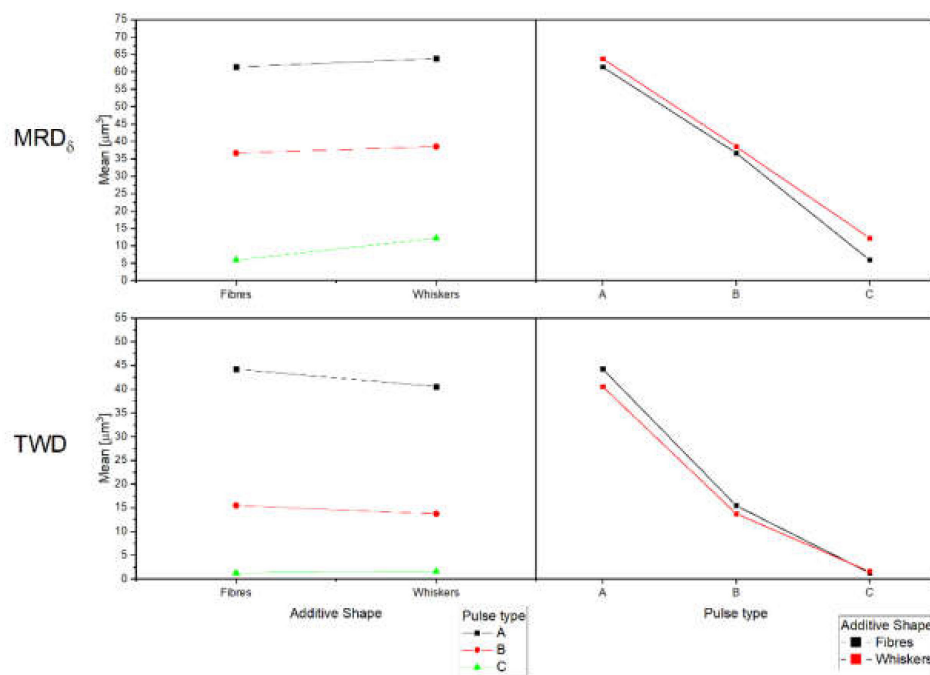 MRDδ
Mean [µm³]
75
70
65
60
55
50
45
40
35
30
25
20
15
10
5
0
Fibres Whiskers A B C
TWD
Mean [µm³]
55
50
45
40
35
30
25
20
15
10
5
0
Fibres Whiskers A B C
Additive Shape Pulse type
Pulse type
A
B
C
Additive Shape
Fibres
Whiskers